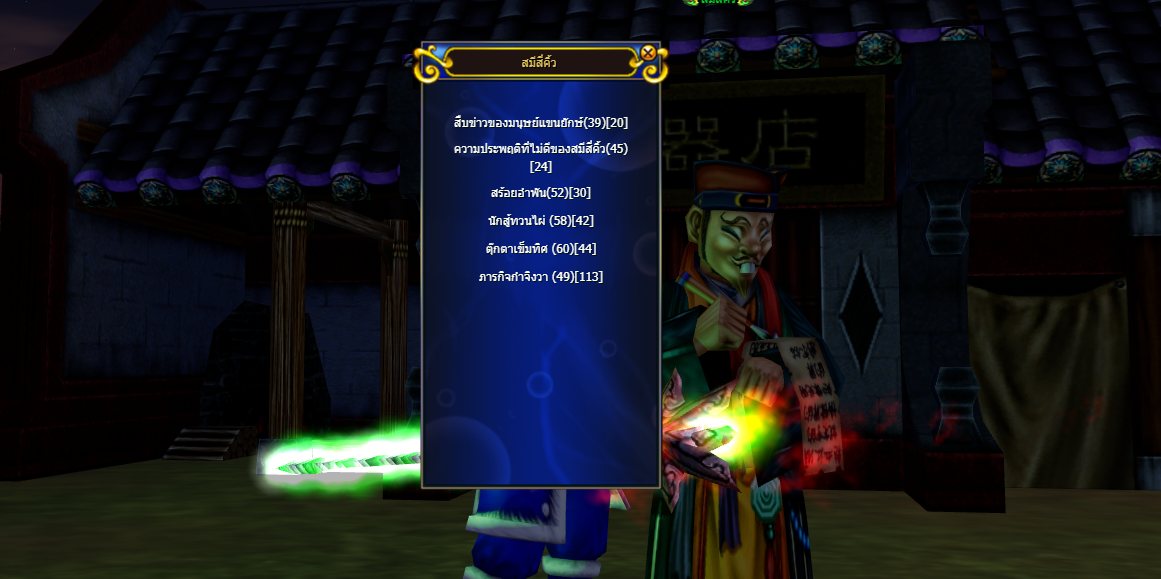 สมีสี่คิ้ว
สืบข่าวของมนุษย์แขนยักษ์(39)[20]
ความประพฤติที่ไม่ดีของสมีสี่คิ้ว(45)
[24]
สร้อยอำพัน(52)[30]
นักสู้ทวนไผ่ (58)[42]
ตุ๊กตาเข็มทิศ (60)[44]
ภารกิจกำจิงวา (49)[113]
器店